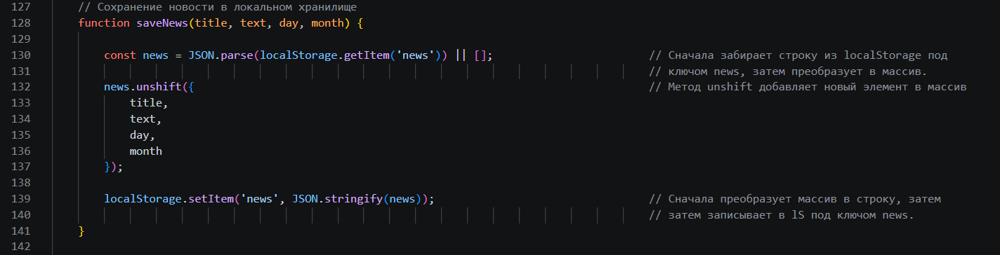 127 // Сохранение новости в локальном хранилище
128 function saveNews(title, text, day, month) {
129
130 const news = JSON.parse(localStorage.getItem('news')) || []; // Сначала забирает строку из localStorage под
131 // ключом news, затем преобразует в массив.
132 news.unshift({ // Метод unshift добавляет новый элемент в массив
133 title,
134 text,
135 day,
136 month
137 });
138
139 localStorage.setItem('news', JSON.stringify(news)); // Сначала преобразует массив в строку, затем
140 // затем записывает в lS под ключом news.
141 }
142